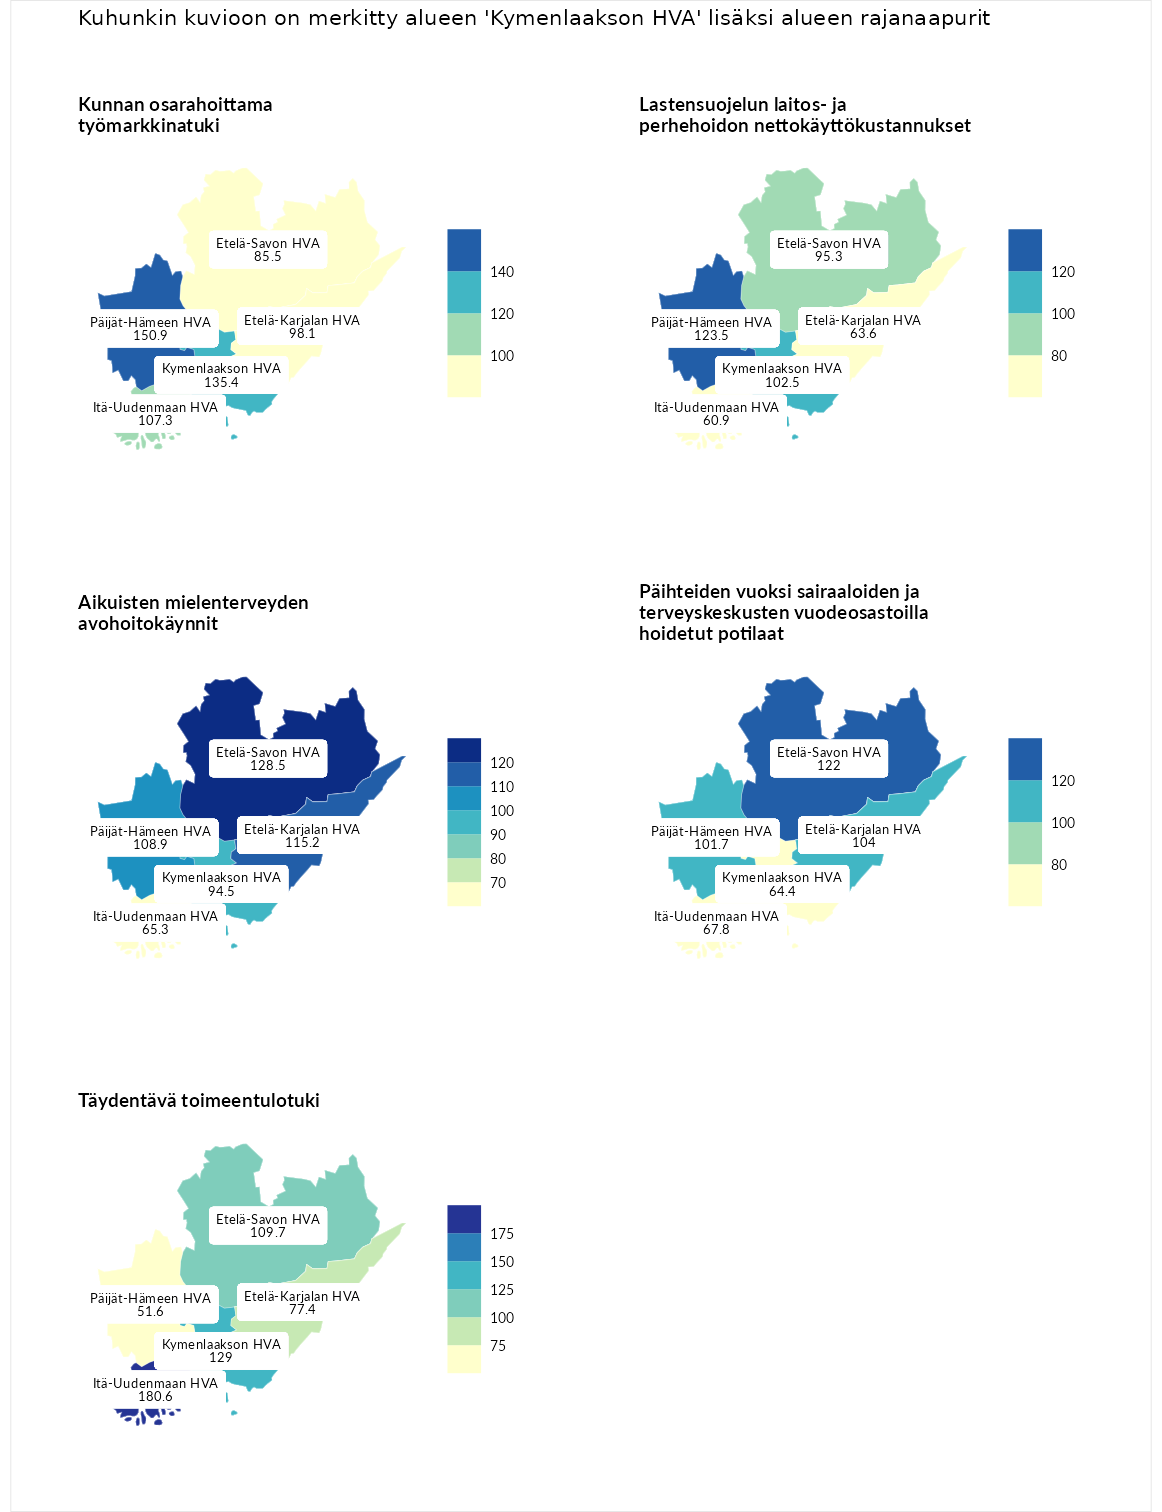 Kuhunkin kuvioon on merkitty alueen 'Kymenlaakson HVA' lisäksi alueen rajanaapurit
Kunnan osarahoittama
työmarkkinatuki
Etelä-Savon HVA
85.5
Päijät-Hämeen HVA
150.9
Etelä-Karjalan HVA
98.1
Kymenlaakson HVA
135.4
Itä-Uudenmaan HVA
107.3
140
120
100
Lastensuojelun laitos- ja
perhehoidon nettokäyttökustannukset
Etelä-Savon HVA
95.3
Päijät-Hämeen HVA
123.5
Etelä-Karjalan HVA
63.6
Kymenlaakson HVA
102.5
Itä-Uudenmaan HVA
60.9
120
100
80
Aikuisten mielenterveyden
avohoitokäynnit
Etelä-Savon HVA
128.5
Päijät-Hämeen HVA
108.9
Etelä-Karjalan HVA
115.2
Kymenlaakson HVA
94.5
Itä-Uudenmaan HVA
65.3
120
110
100
90
80
70
Päihteiden vuoksi sairaaloiden ja
terveyskeskusten vuodeosastoilla
hoidetut potilaat
Etelä-Savon HVA
122
Päijät-Hämeen HVA
101.7
Etelä-Karjalan HVA
104
Kymenlaakson HVA
64.4
Itä-Uudenmaan HVA
67.8
120
100
80
Täydentävä toimeentulotuki
Etelä-Savon HVA
109.7
Päijät-Hämeen HVA
51.6
Etelä-Karjalan HVA
77.4
Kymenlaakson HVA
129
Itä-Uudenmaan HVA
180.6
175
150
125
100
75